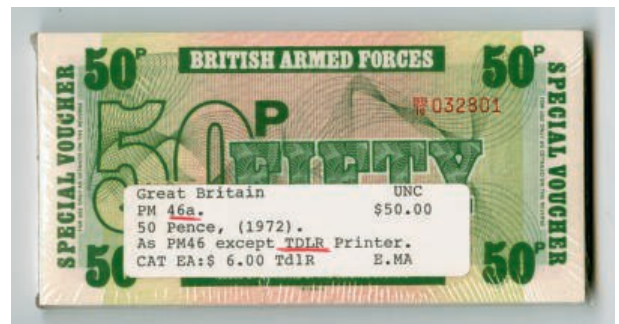 50P BRITISH ARMED FORCES 50P
SPECIAL VOUCHER
SPECIAL VOUCHER
032801
50P
FIFTY
Great Britain UNC
PM 46a. $50.00
50 Pence, (1972).
As PM46 except TDLR Printer.
CAT EA:$ 6.00 TdlR E.MA
50
50P